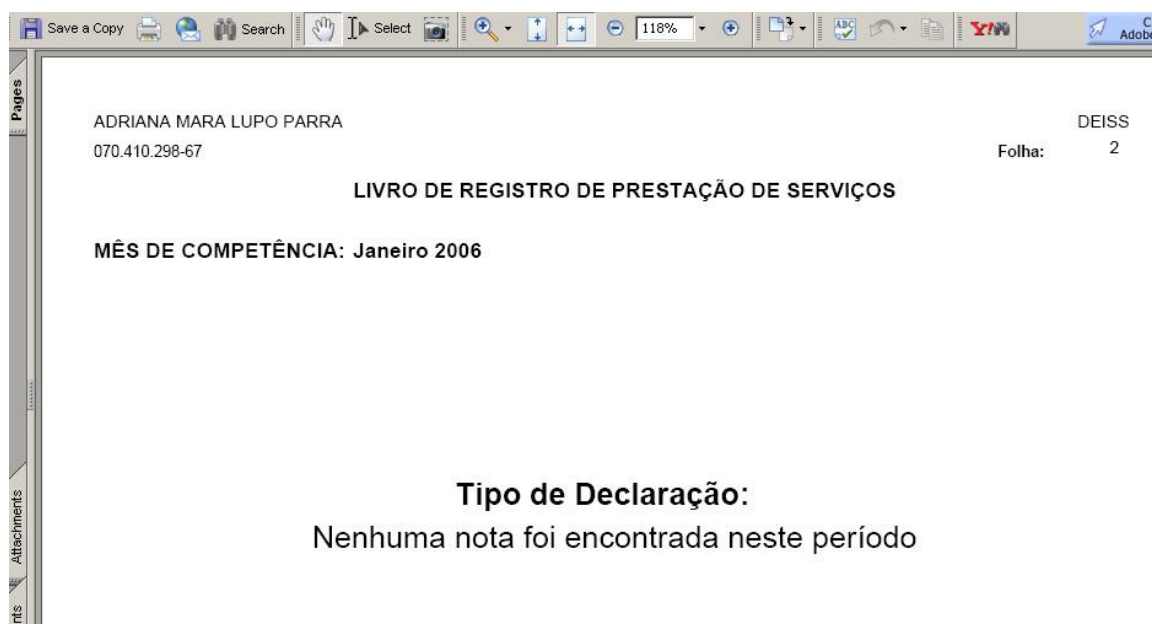 Save a Copy Search Select 118% Y!
Adobe
Pages
ADRIANA MARA LUPO PARRA DEISS
070.410.298-67 Folha: 2
LIVRO DE REGISTRO DE PRESTAÇÃO DE SERVIÇOS
MÊS DE COMPETÊNCIA: Janeiro 2006
Tipo de Declaração:
Nenhuma nota foi encontrada neste período
Attachments
nts